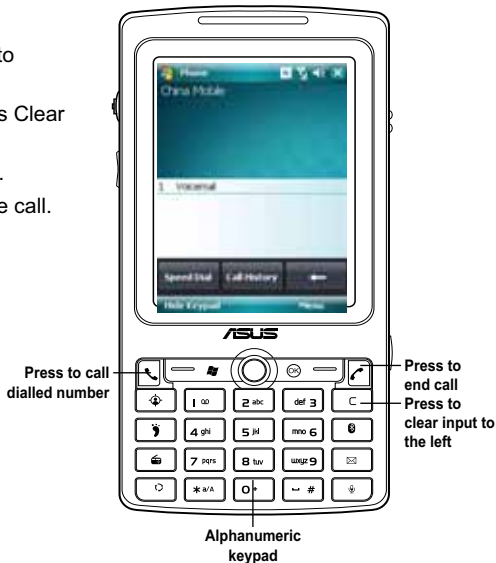 to
s Clear
.
e call.
Phone
China Mobile
1 Voicemail
Speed Dial Call History
Hide Keypad Menu
ASUS
Press to call
dialled number
Press to
end call
Press to
clear input to
the left
OK
1
2 abc
def 3
C
4 ghi
5 jkl
mno 6
7 pqrs
8 tuv
wxyz 9
* a/A
0 +
#
Alphanumeric
keypad